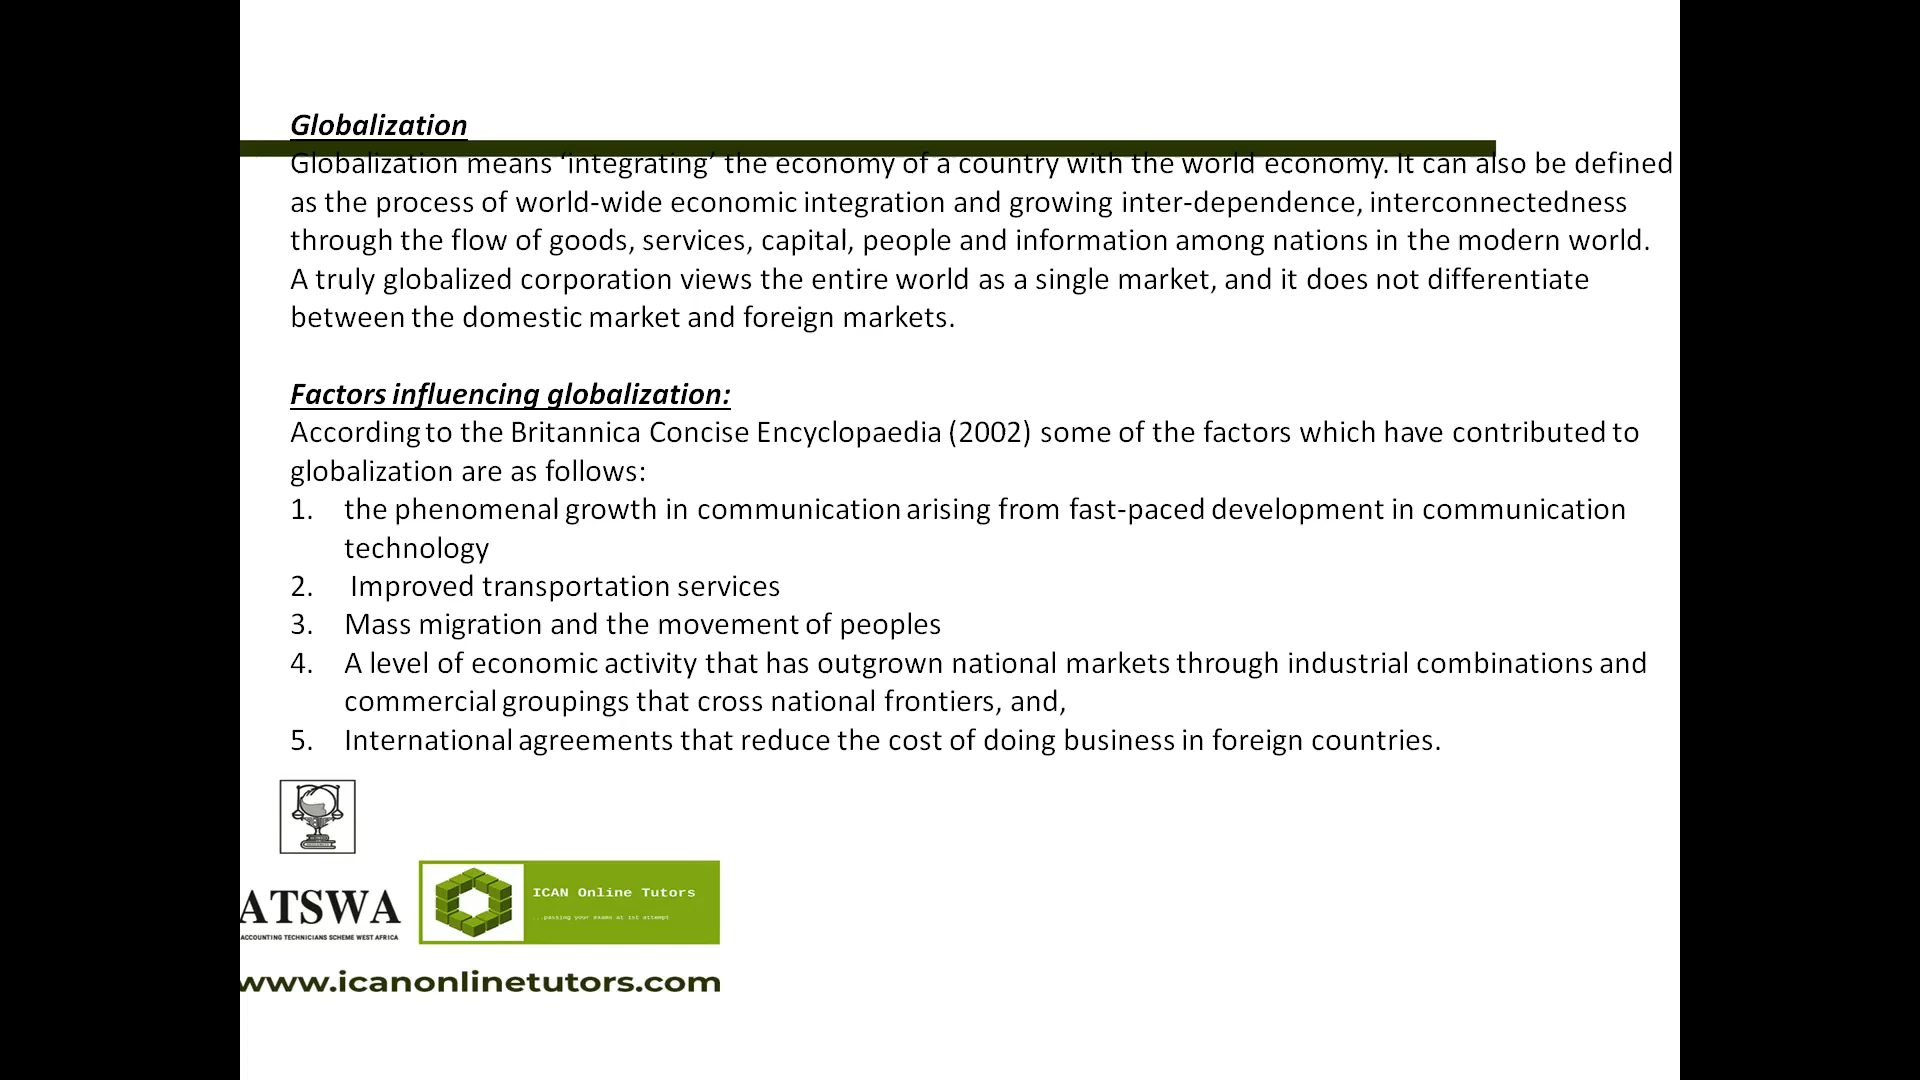 Globalization
Globalization means ‘integrating’ the economy of a country with the world economy. It can also be defined
as the process of world-wide economic integration and growing inter-dependence, interconnectedness
through the flow of goods, services, capital, people and information among nations in the modern world.
A truly globalized corporation views the entire world as a single market, and it does not differentiate
between the domestic market and foreign markets.
Factors influencing globalization:
According to the Britannica Concise Encyclopaedia (2002) some of the factors which have contributed to
globalization are as follows:
1. the phenomenal growth in communication arising from fast-paced development in communication
technology
2. Improved transportation services
3. Mass migration and the movement of peoples
4. A level of economic activity that has outgrown national markets through industrial combinations and
commercial groupings that cross national frontiers, and,
5. International agreements that reduce the cost of doing business in foreign countries.
ATSWA
ACCOUNTING TECHNICIANS SCHEME WEST AFRICA
ICAN Online Tutors
...passing your exams at 1st attempt
www.icanonlinetutors.com